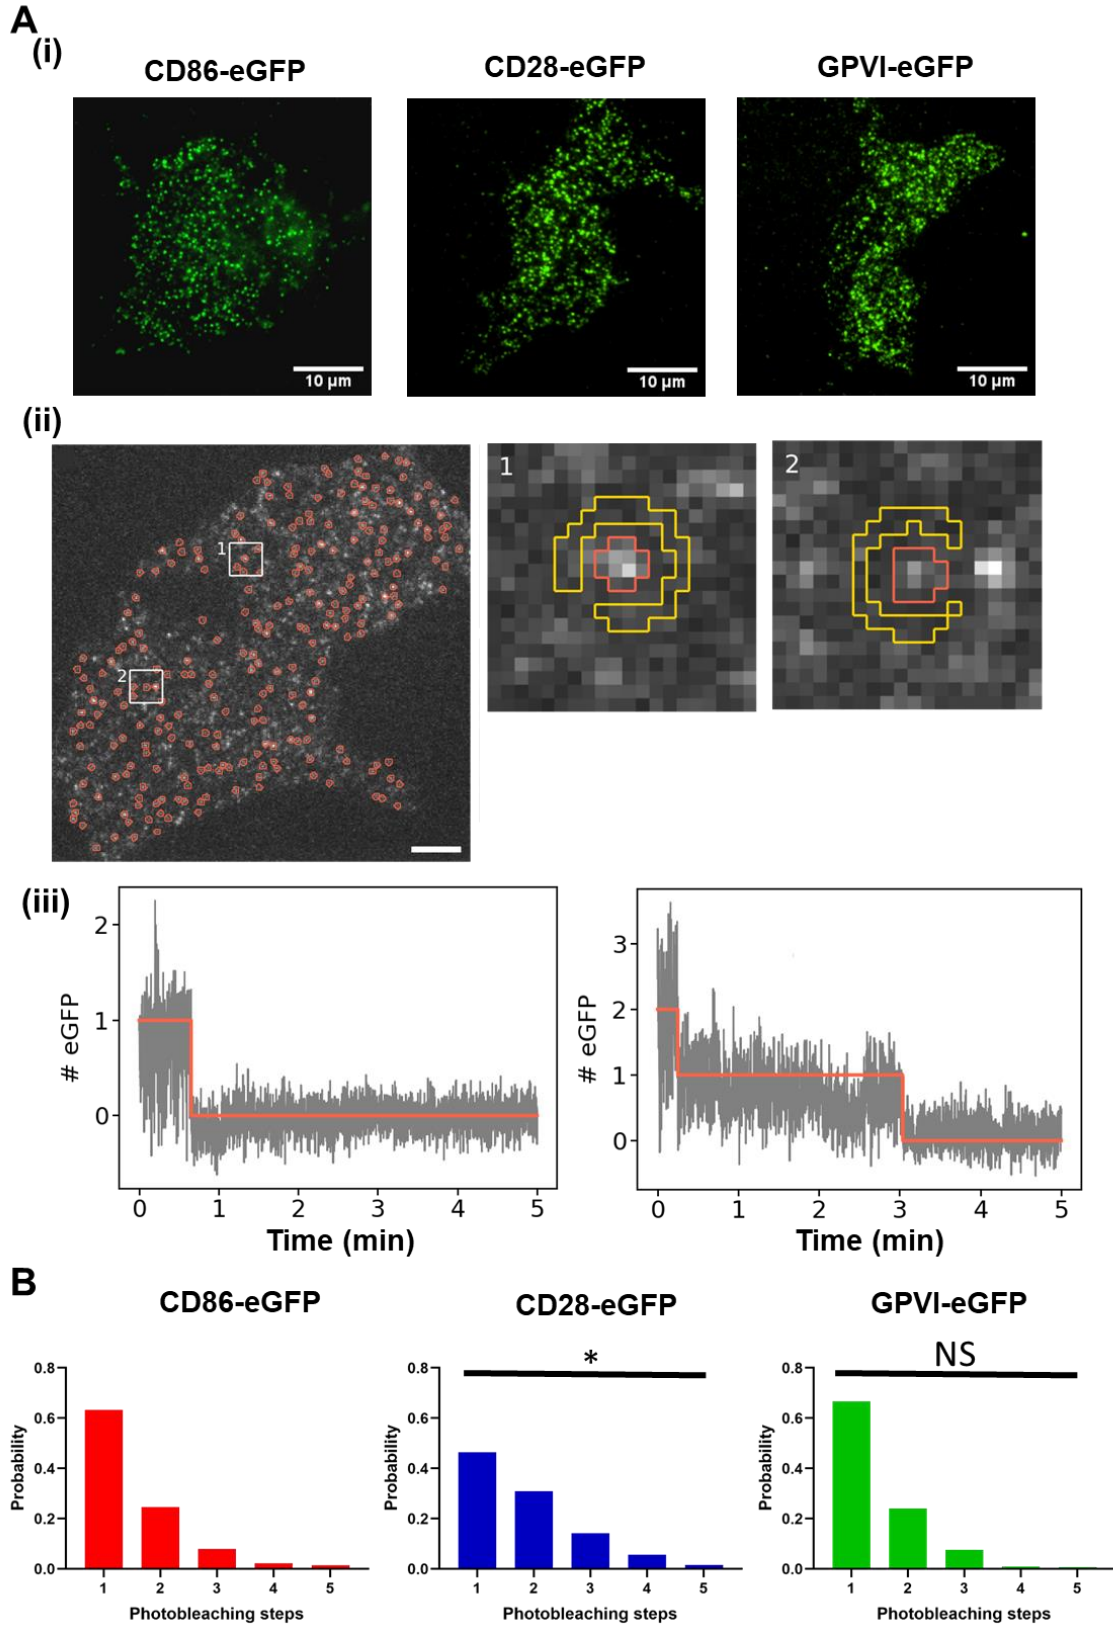 A
(i)
CD86-eGFP CD28-eGFP GPVI-eGFP
10 µm 10 µm 10 µm
(ii)
1
2
1
2
(iii)
# eGFP
2
1
0
0 1 2 3 4 5
Time (min)
# eGFP
3
2
1
0
0 1 2 3 4 5
Time (min)
B
CD86-eGFP CD28-eGFP GPVI-eGFP
* NS
Probability
0.8
0.6
0.4
0.2
0.0
1 2 3 4 5
Photobleaching steps
Probability
0.8
0.6
0.4
0.2
0.0
1 2 3 4 5
Photobleaching steps
Probability
0.8
0.6
0.4
0.2
0.0
1 2 3 4 5
Photobleaching steps